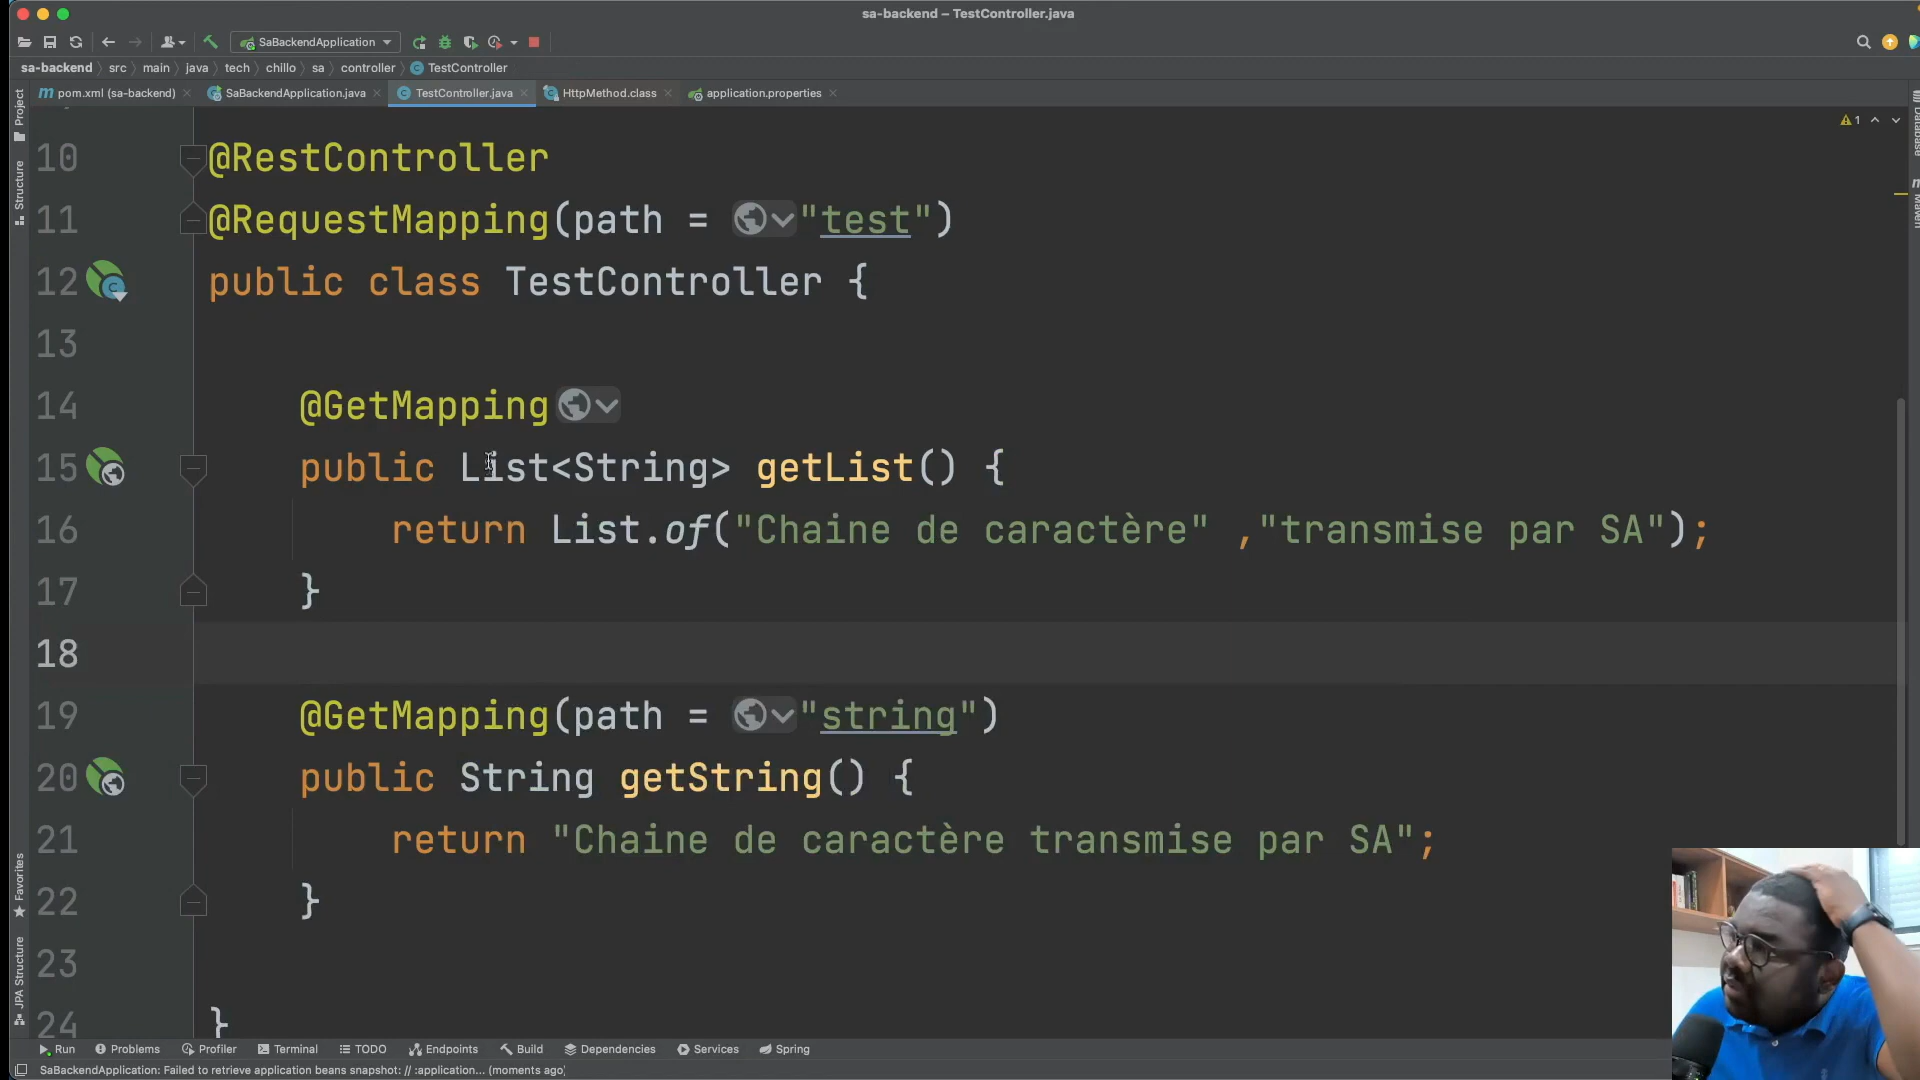 sa-backend – TestController.java
SaBackendApplication
sa-backend src main java tech chillo sa controller TestController
pom.xml (sa-backend) SaBackendApplication.java TestController.java HttpMethod.class application.properties
Project
Structure
Favorites
JPA Structure
Database
Maven
1
10 @RestController
11 @RequestMapping(path = "test")
12 public class TestController {
13
14 @GetMapping
15 public List<String> getList() {
16 return List.of("Chaine de caractère" ,"transmise par SA");
17 }
18
19 @GetMapping(path = "string")
20 public String getString() {
21 return "Chaine de caractère transmise par SA";
22 }
23
24 }
Run Problems Profiler Terminal TODO Endpoints Build Dependencies Services Spring
SaBackendApplication: Failed to retrieve application beans snapshot: // :application... (moments ago)